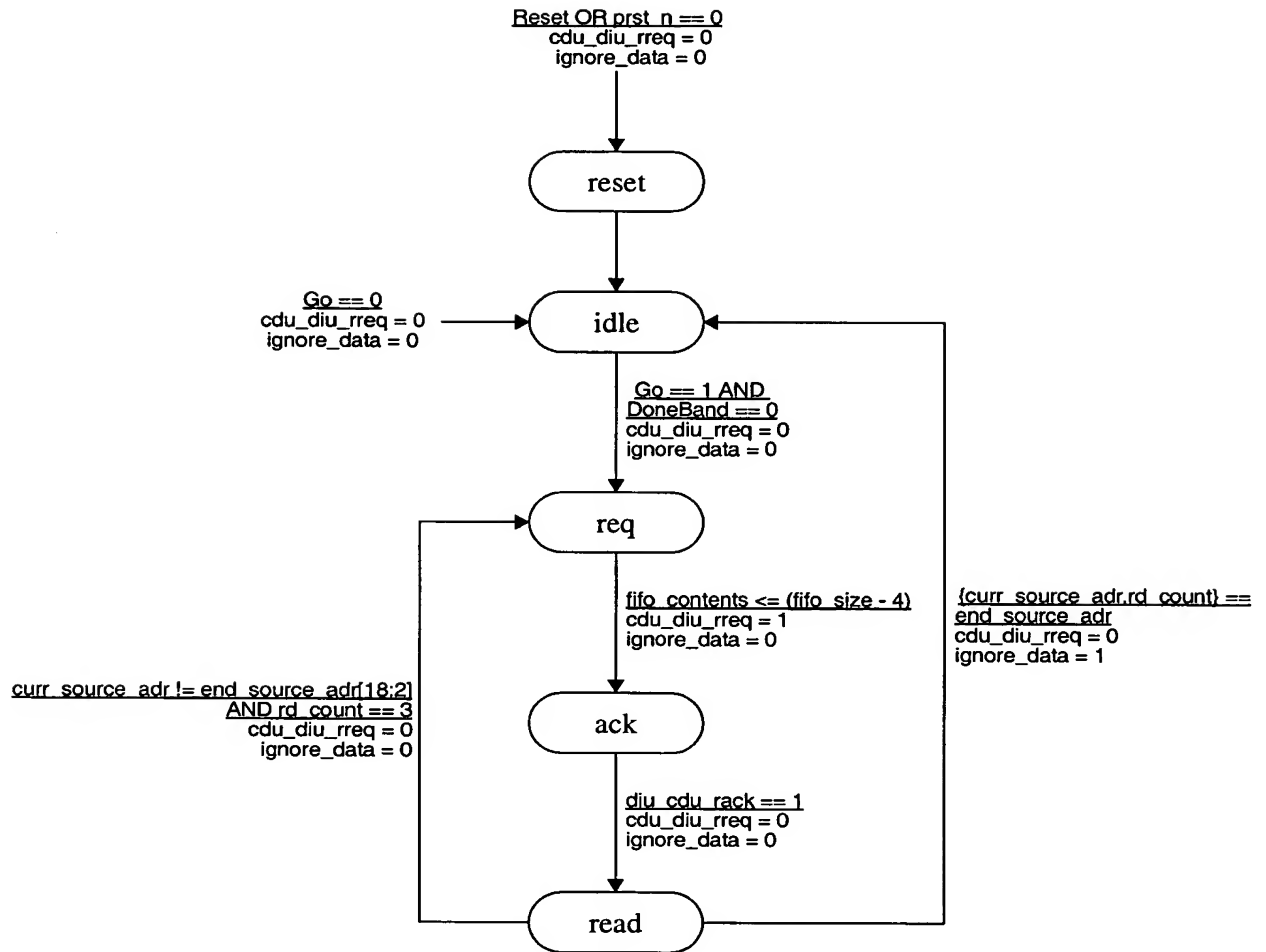 Reset OR prst_n == 0
cdu_diu_rreq = 0
ignore_data = 0
reset
Go == 0
cdu_diu_rreq = 0
ignore_data = 0
idle
Go == 1 AND
DoneBand == 0
cdu_diu_rreq = 0
ignore_data = 0
req
fifo_contents <= (fifo_size - 4)
cdu_diu_rreq = 1
ignore_data = 0
{curr_source_adr,rd_count} ==
end_source_adr
cdu_diu_rreq = 0
ignore_data = 1
curr_source_adr != end_source_adr[18:2]
AND rd_count == 3
cdu_diu_rreq = 0
ignore_data = 0
ack
diu_cdu_rack == 1
cdu_diu_rreq = 0
ignore_data = 0
read